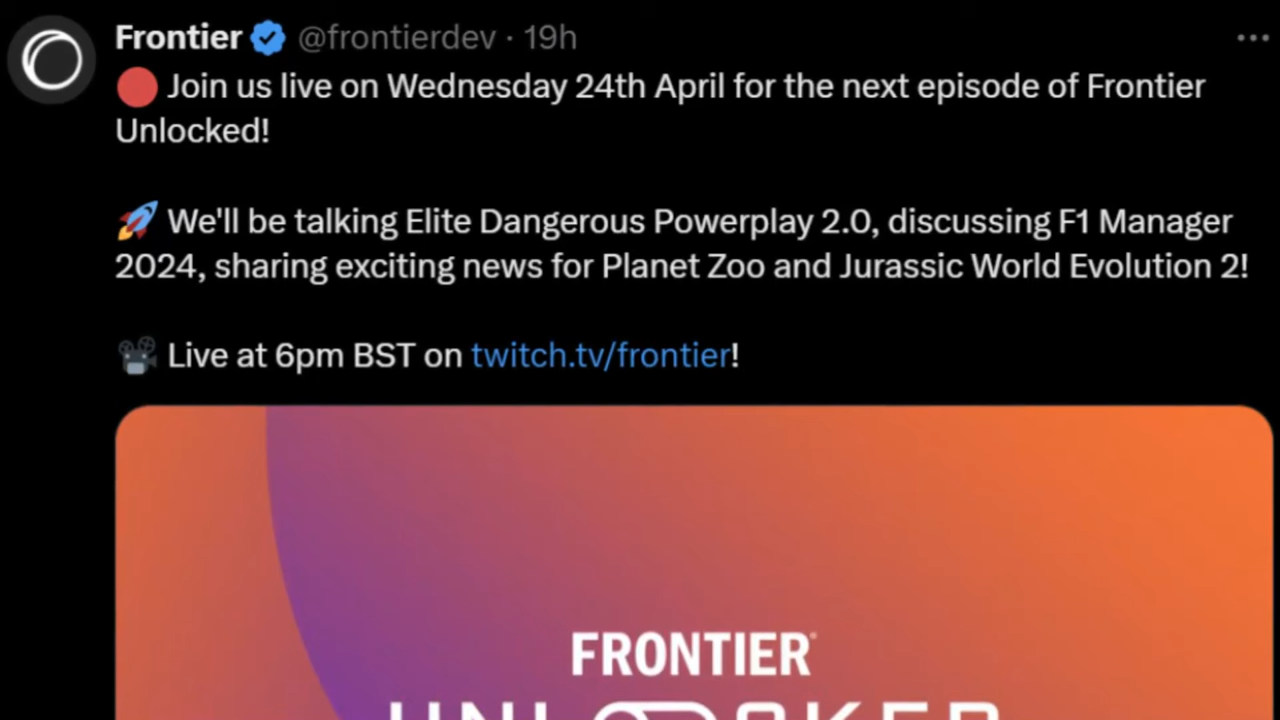 Frontier @frontierdev · 19h
Join us live on Wednesday 24th April for the next episode of Frontier
Unlocked!
We'll be talking Elite Dangerous Powerplay 2.0, discussing F1 Manager
2024, sharing exciting news for Planet Zoo and Jurassic World Evolution 2!
Live at 6pm BST on twitch.tv/frontier!
FRONTIER
UNLOCKED